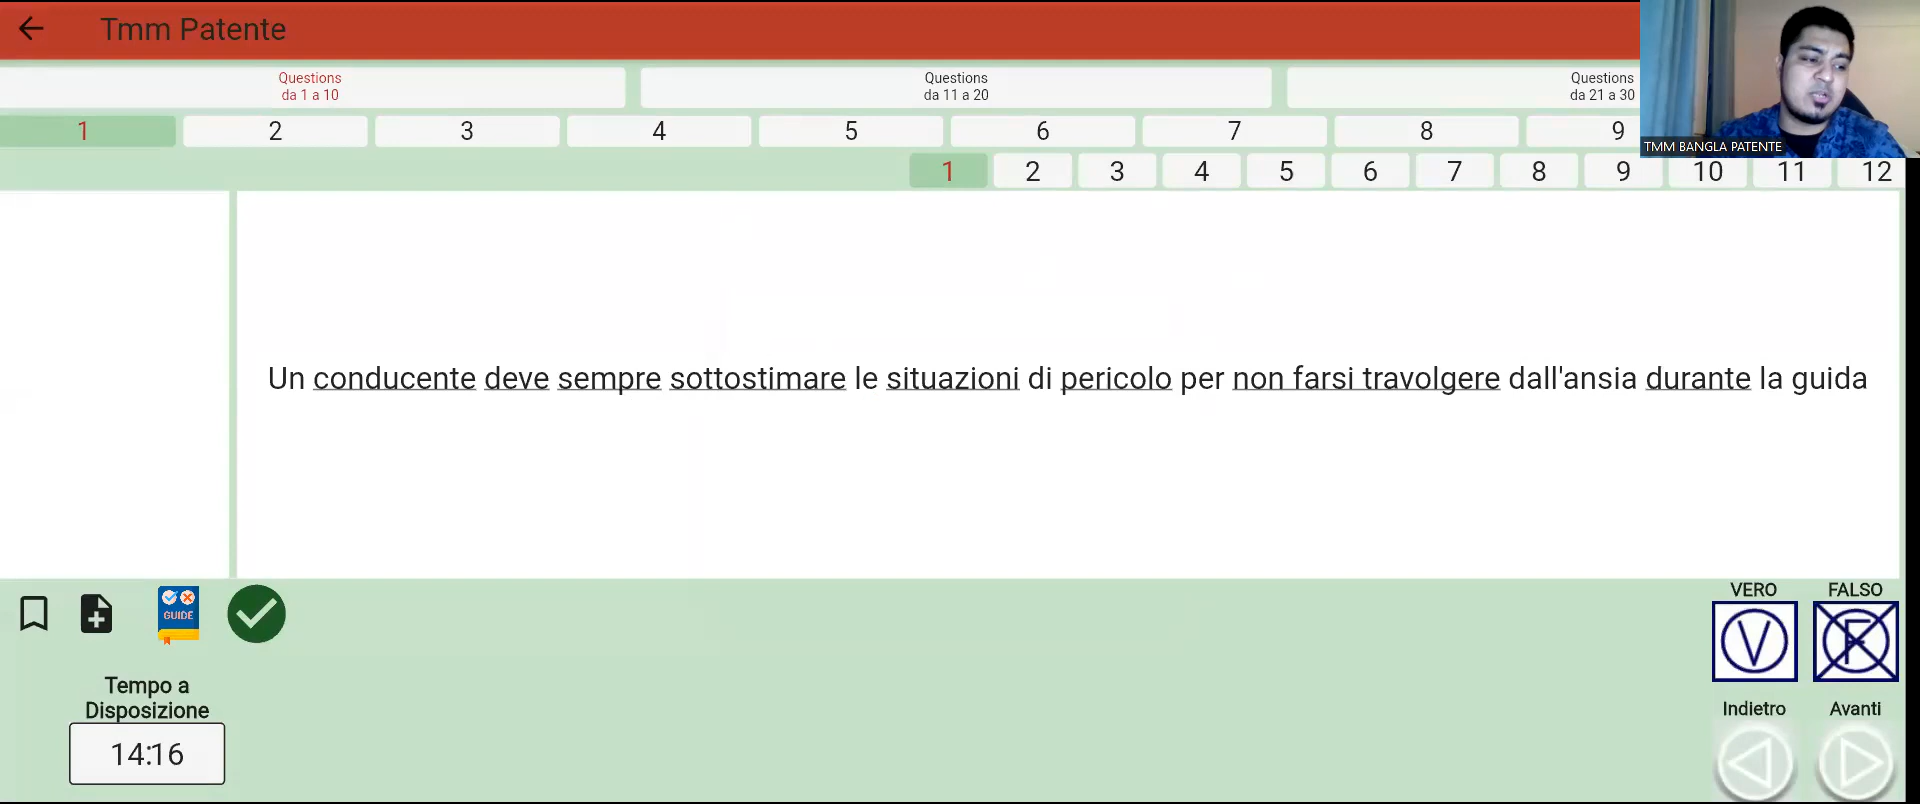 Tmm Patente
Questions
da 1 a 10
Questions
da 11 a 20
Questions
da 21 a 30
1 2 3 4 5 6 7 8 9
TMM BANGLA PATENTE
1 2 3 4 5 6 7 8 9 10 11 12
Un conducente deve sempre sottostimare le situazioni di pericolo per non farsi travolgere dall'ansia durante la guida
GUIDE
VERO FALSO
V F
Tempo a
Disposizione
14:16
Indietro Avanti